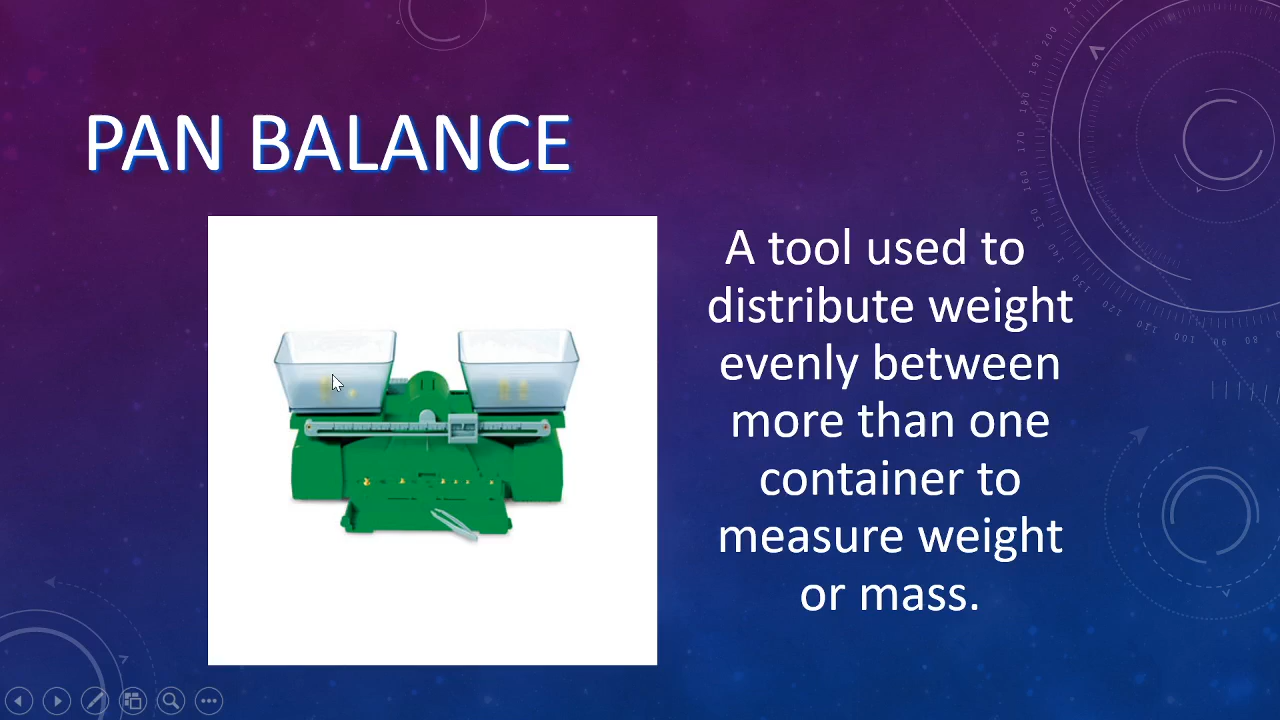 PAN BALANCE
A tool used to
distribute weight
evenly between
more than one
container to
measure weight
or mass.